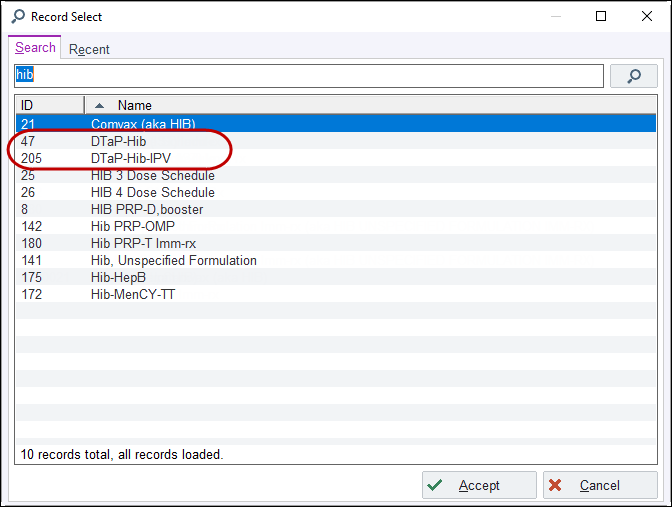 Record Select
Search Recent
hib
ID Name
21 Comvax (aka HIB)
47 DTaP-Hib
205 DTaP-Hib-IPV
25 HIB 3 Dose Schedule
26 HIB 4 Dose Schedule
8 HIB PRP-D,booster
142 Hib PRP-OMP
180 Hib PRP-T Imm-rx
141 Hib, Unspecified Formulation
175 Hib-HepB
172 Hib-MenCY-TT
10 records total, all records loaded.
Accept Cancel